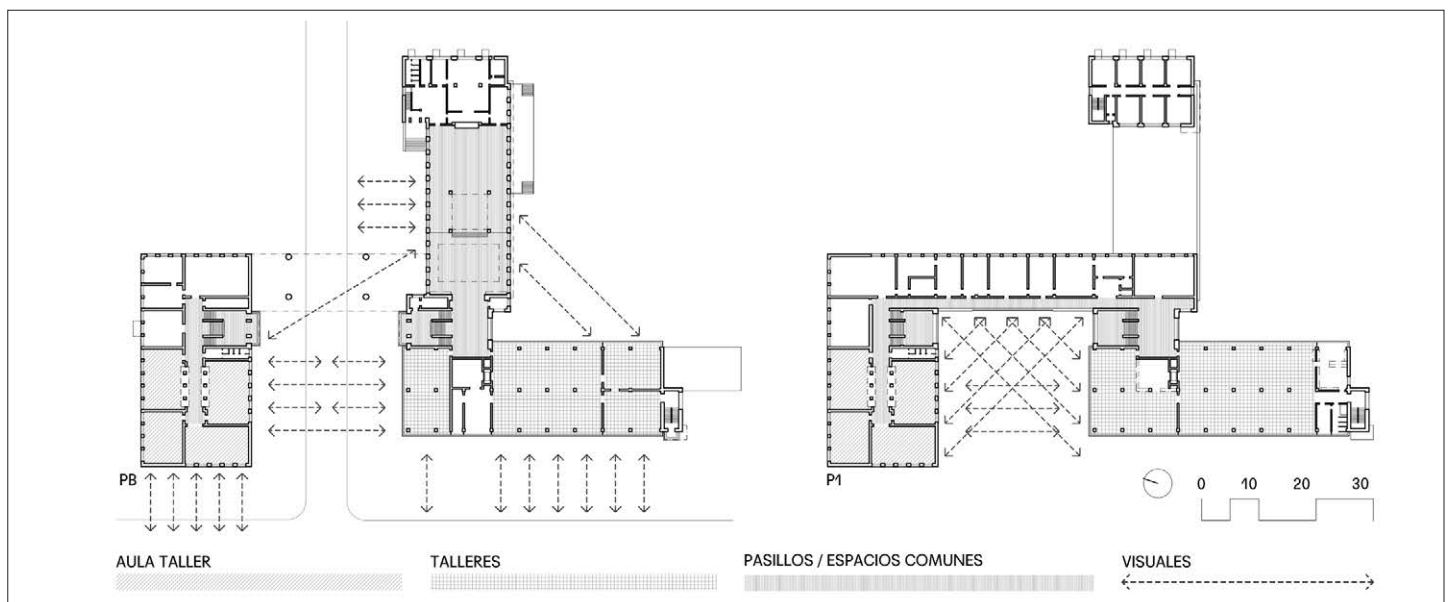 PB
P1
0 10 20 30
AULA TALLER
TALLERES
PASILLOS / ESPACIOS COMUNES
VISUALES